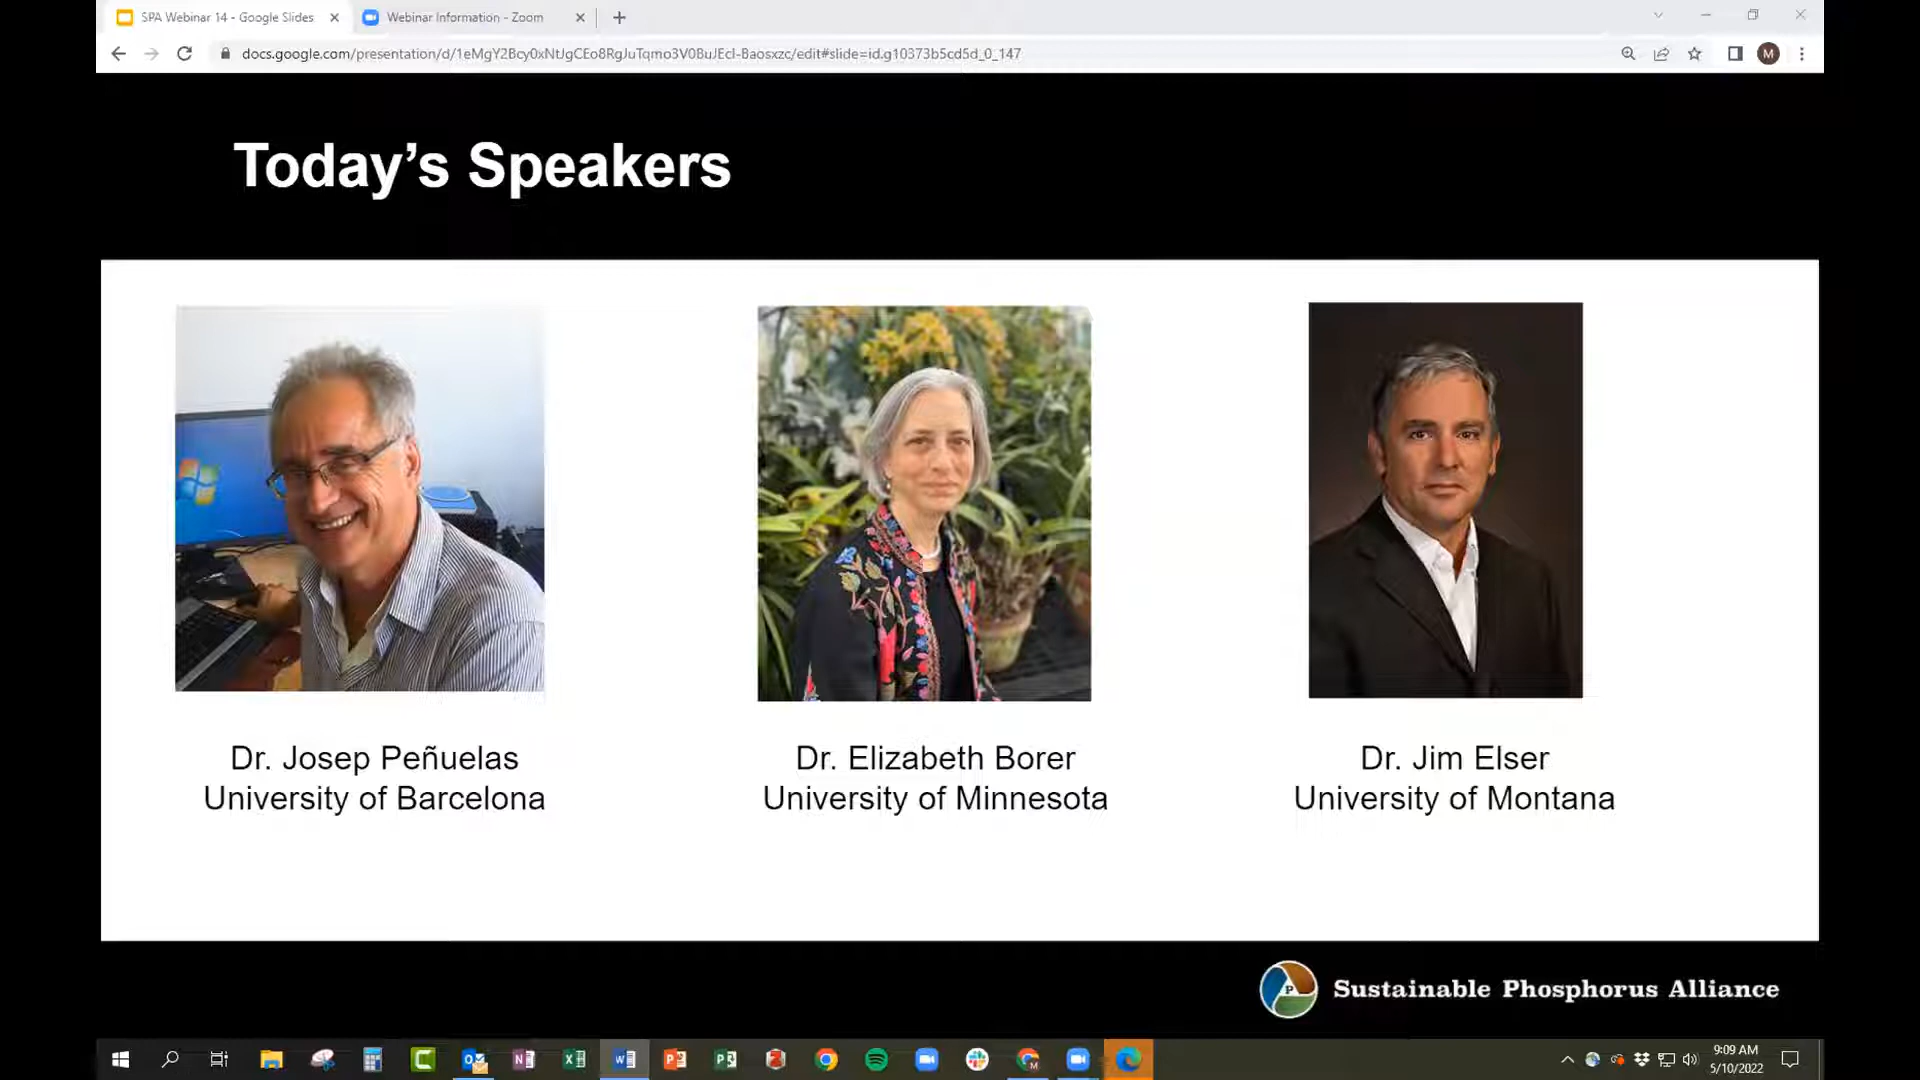 SPA Webinar 14 - Google Slides
Webinar Information - Zoom
docs.google.com/presentation/d/1eMgY2Bcy0xNtJgCEo8RgJuTqmo3V0BuJEcI-Baosxzc/edit#slide=id.g10373b5cd5d_0_147
M
Today's Speakers
Dr. Josep Peñuelas
University of Barcelona
Dr. Elizabeth Borer
University of Minnesota
Dr. Jim Elser
University of Montana
P
Sustainable Phosphorus Alliance
9:09 AM
5/10/2022